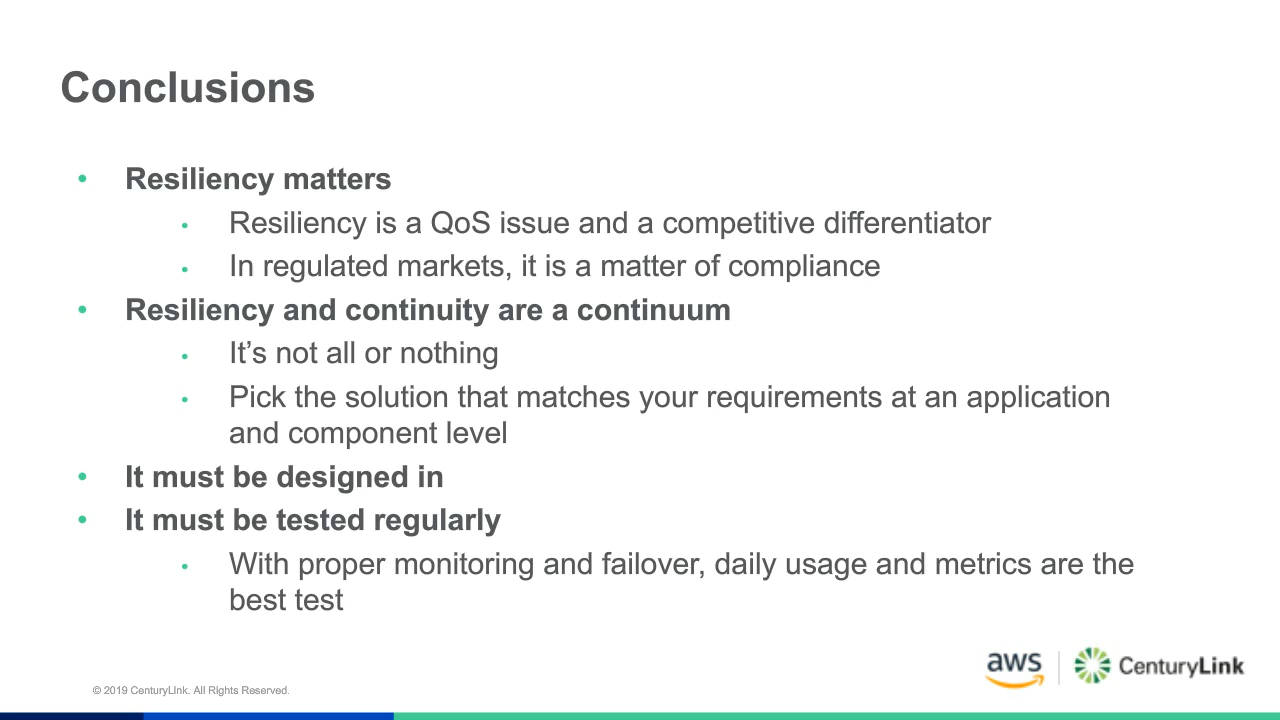 Conclusions
• Resiliency matters
• Resiliency is a QoS issue and a competitive differentiator
• In regulated markets, it is a matter of compliance
• Resiliency and continuity are a continuum
• It’s not all or nothing
• Pick the solution that matches your requirements at an application
and component level
• It must be designed in
• It must be tested regularly
• With proper monitoring and failover, daily usage and metrics are the
best test
aws | CenturyLink
© 2019 CenturyLink. All Rights Reserved.